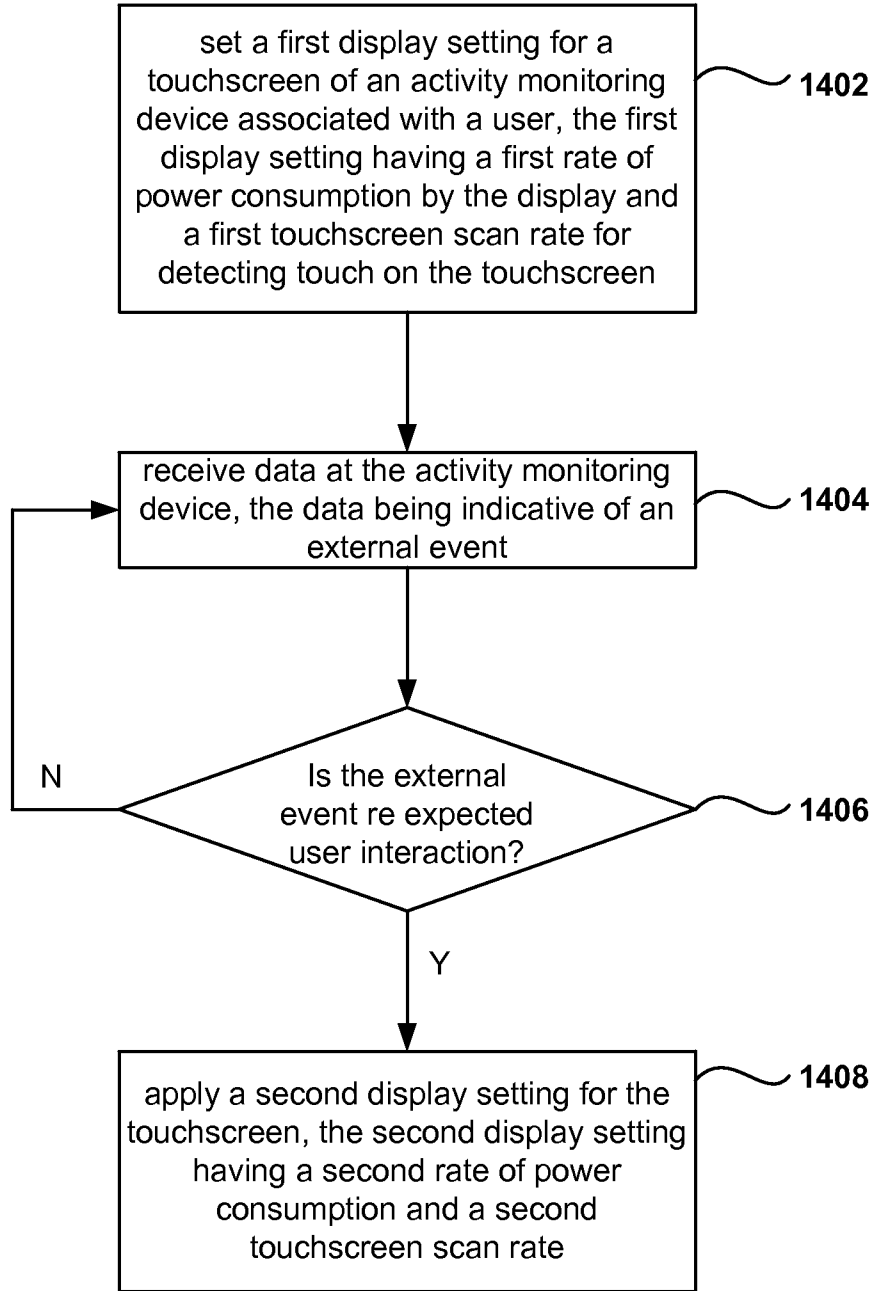 set a first display setting for a
touchscreen of an activity monitoring
device associated with a user, the first
display setting having a first rate of
power consumption by the display and
a first touchscreen scan rate for
detecting touch on the touchscreen
1402
receive data at the activity monitoring
device, the data being indicative of an
external event
1404
N
Is the external
event re expected
user interaction?
1406
Y
apply a second display setting for the
touchscreen, the second display setting
having a second rate of power
consumption and a second
touchscreen scan rate
1408